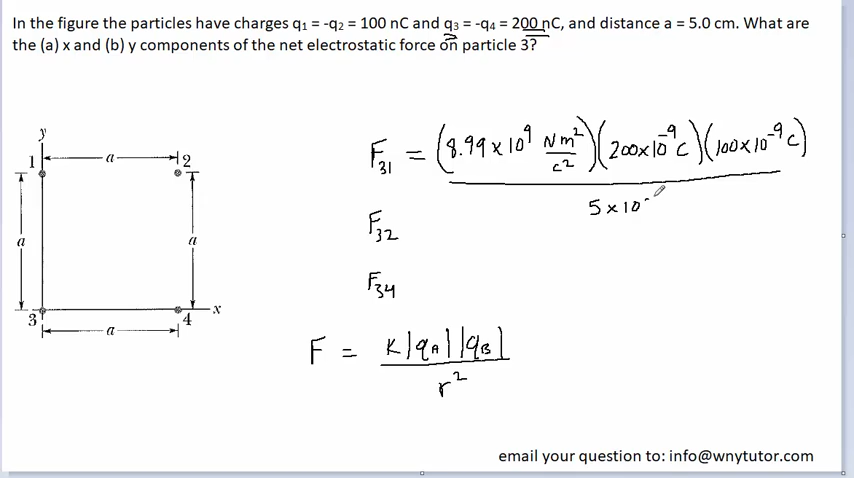 In the figure the particles have charges q₁ = -q₂ = 100 nC and q₃ = -q₄ = 200 nC, and distance a = 5.0 cm. What are
the (a) x and (b) y components of the net electrostatic force on particle 3?
y
1 a 2
a a
3 4 x
a
F₃₁ = (8.99 x 10⁹ Nm²/C²)(200x10⁻⁹ C)(100x10⁻⁹ C)
5 x 10⁻
F₃₂
F₃₄
F = K|qA||qB|
r²
email your question to: info@wnytutor.com